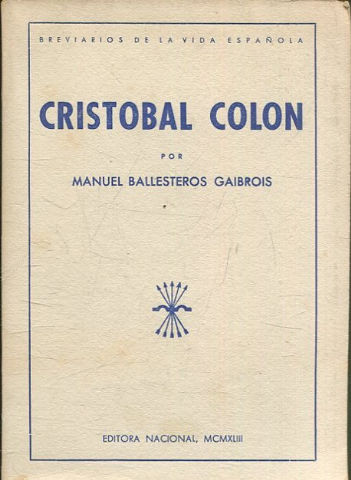 BREVIARIOS DE LA VIDA ESPAÑOLA
CRISTOBAL COLON
POR
MANUEL BALLESTEROS GAIBROIS
EDITORA NACIONAL, MCMXLIII